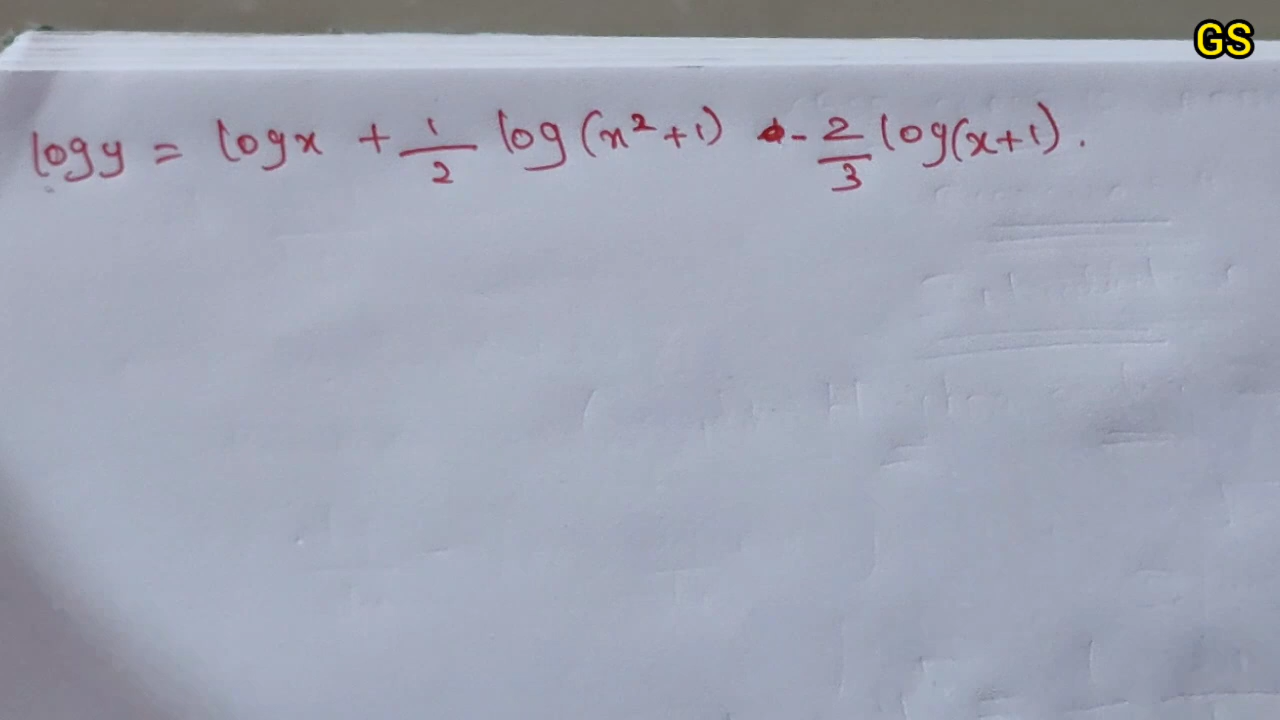 GS
log y = log x + 1/2 log (x² + 1) - 2/3 log (x + 1).